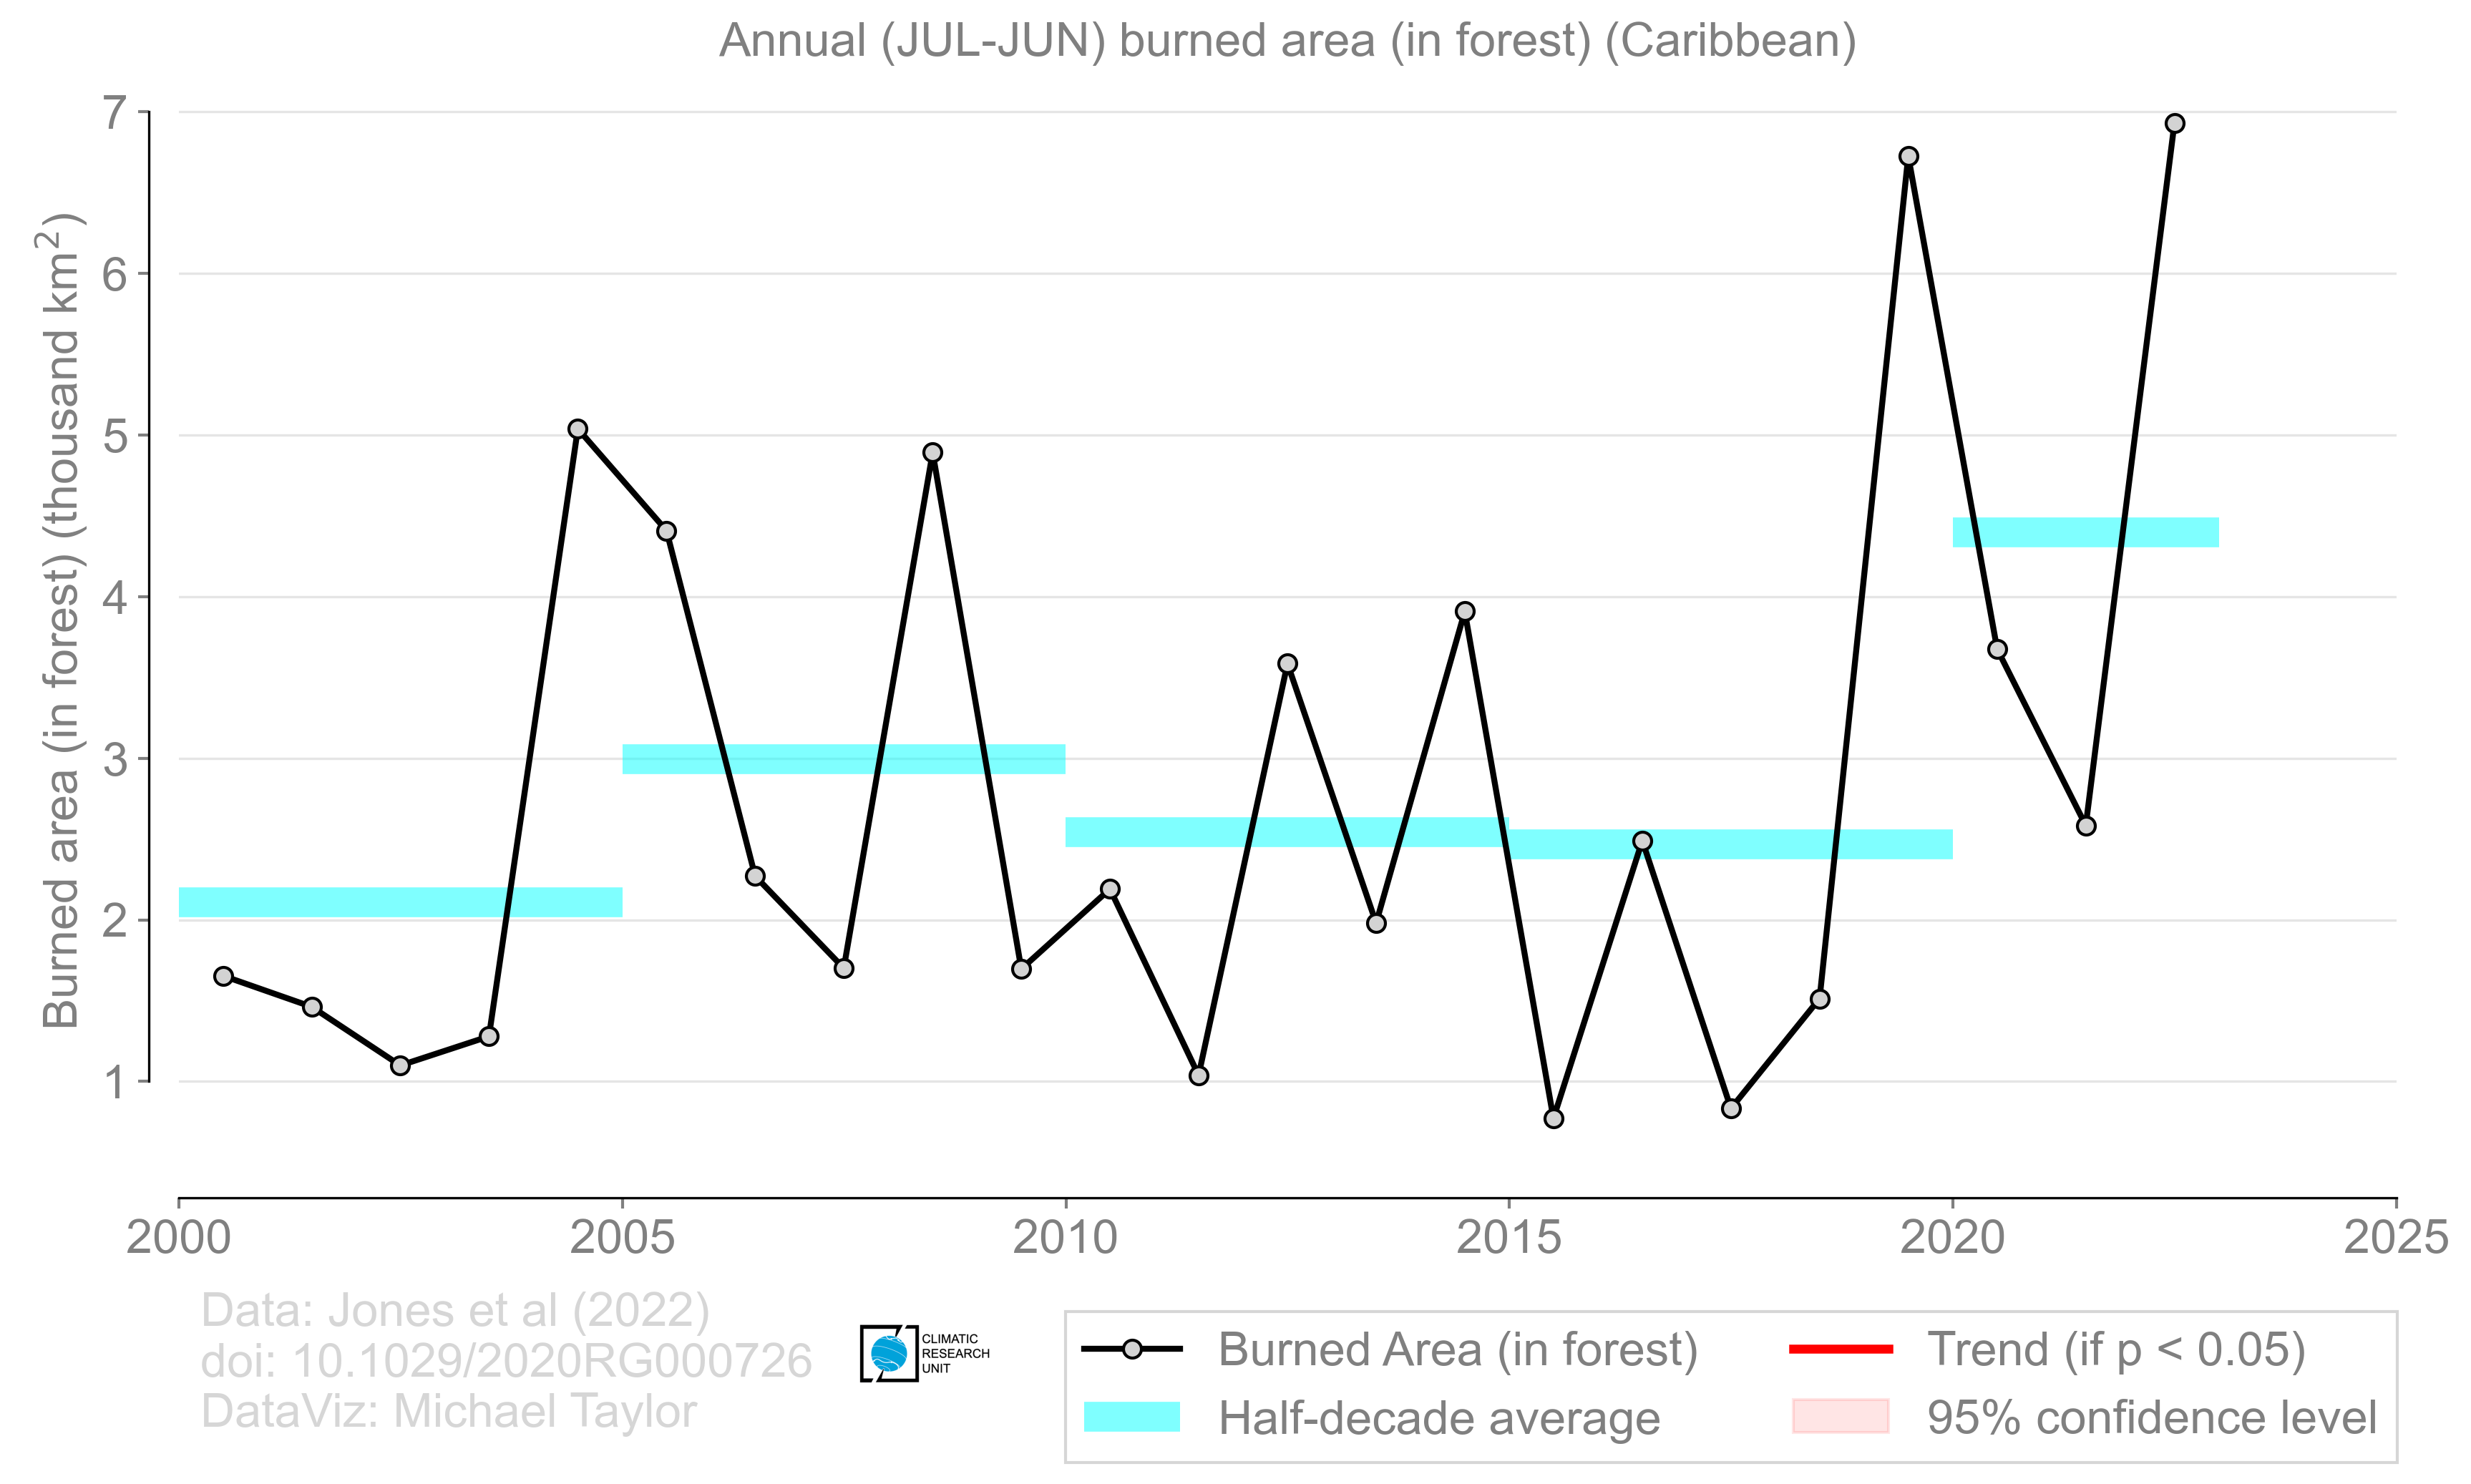 Annual (JUL-JUN) burned area (in forest) (Caribbean)
Burned area (in forest) (thousand km²)
7
6
5
4
3
2
1
2000 2005 2010 2015 2020 2025
Data: Jones et al (2022)
doi: 10.1029/2020RG000726
DataViz: Michael Taylor
CLIMATIC
RESEARCH
UNIT
Burned Area (in forest)
Half-decade average
Trend (if p < 0.05)
95% confidence level